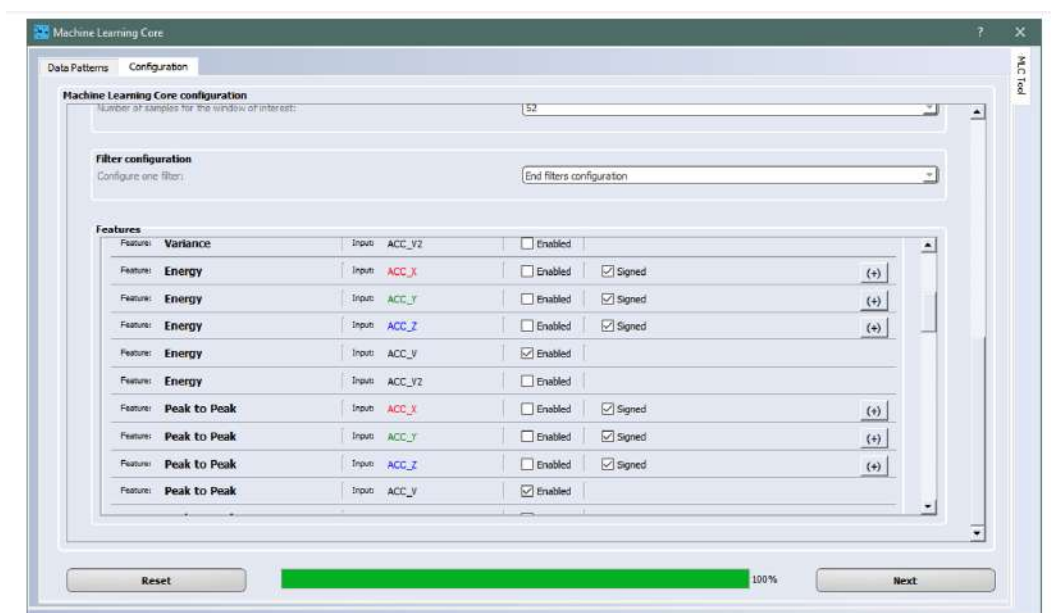 Machine Learning Core ? ×
Data Patterns Configuration
MLC Tool
Machine Learning Core configuration
Number of samples for the window of interest: 52
Filter configuration
Configure one filter: End filters configuration
Features
Feature: Variance Input: ACC_V2 Enabled
Feature: Energy Input: ACC_X Enabled Signed (+)
Feature: Energy Input: ACC_Y Enabled Signed (+)
Feature: Energy Input: ACC_Z Enabled Signed (+)
Feature: Energy Input: ACC_V Enabled
Feature: Energy Input: ACC_V2 Enabled
Feature: Peak to Peak Input: ACC_X Enabled Signed (+)
Feature: Peak to Peak Input: ACC_Y Enabled Signed (+)
Feature: Peak to Peak Input: ACC_Z Enabled Signed (+)
Feature: Peak to Peak Input: ACC_V Enabled
Reset 100% Next